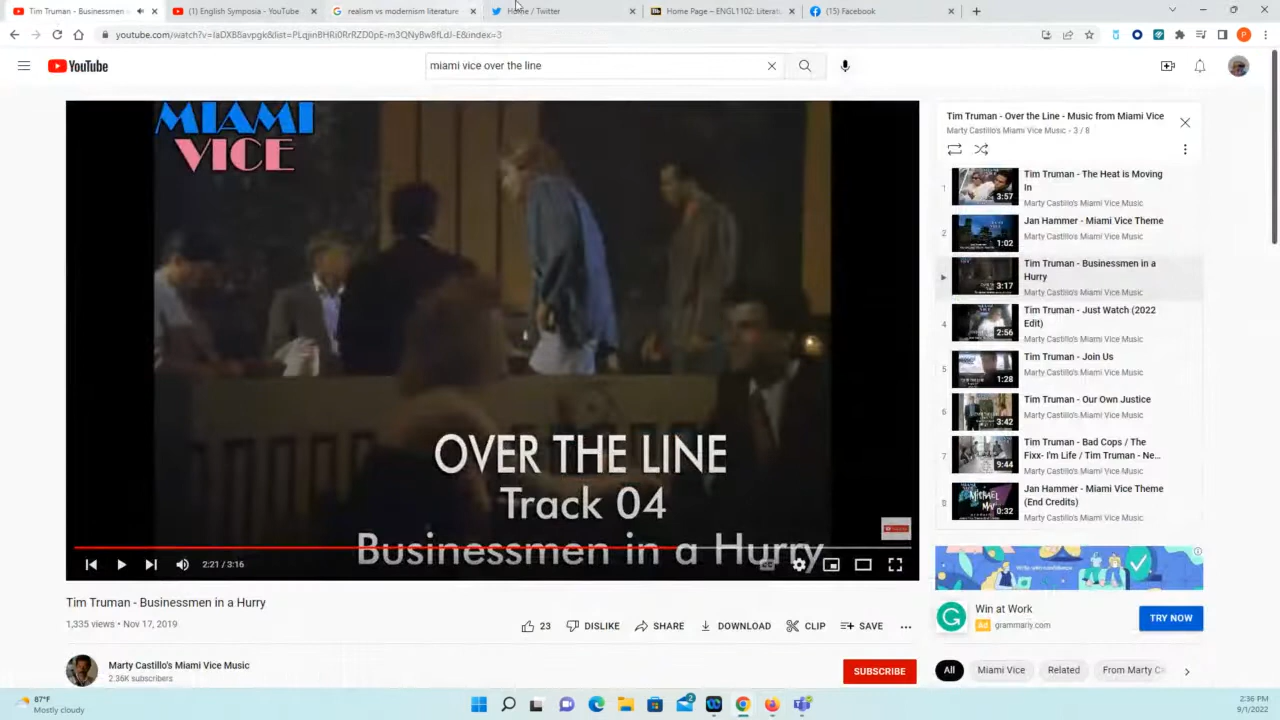 Tim Truman - Businessmen
(1) English Symposia - YouTube
realism vs modernism literature
Home / Twitter
Home Page – ENGL1102: Literat
(15) Facebook
youtube.com/watch?v=IaDXB8avpgk&list=PLqjinBHRi0RrRZD0pE-m3QNyBw8fLdJ-E&index=3
YouTube
miami vice over the line
MIAMI
VICE
OVER THE LINE
Track 04
Businessmen in a Hurry
2:21 / 3:16
Tim Truman - Businessmen in a Hurry
1,335 views • Nov 17, 2019
23
DISLIKE
SHARE
DOWNLOAD
CLIP
SAVE
Marty Castillo's Miami Vice Music
2.36K subscribers
SUBSCRIBE
Tim Truman - Over the Line - Music from Miami Vice
Marty Castillo's Miami Vice Music - 3 / 8
1
3:57
Tim Truman - The Heat is Moving
In
Marty Castillo's Miami Vice Music
2
1:02
Jan Hammer - Miami Vice Theme
Marty Castillo's Miami Vice Music
3:17
Tim Truman - Businessmen in a
Hurry
Marty Castillo's Miami Vice Music
4
2:56
Tim Truman - Just Watch (2022
Edit)
Marty Castillo's Miami Vice Music
5
1:28
Tim Truman - Join Us
Marty Castillo's Miami Vice Music
6
3:42
Tim Truman - Our Own Justice
Marty Castillo's Miami Vice Music
7
9:44
Tim Truman - Bad Cops / The
Fixx- I'm Life / Tim Truman - Ne...
Marty Castillo's Miami Vice Music
8
0:32
Jan Hammer - Miami Vice Theme
(End Credits)
Marty Castillo's Miami Vice Music
Win at Work
Ad grammarly.com
TRY NOW
All
Miami Vice
Related
From Marty C
87°F
Mostly cloudy
2:36 PM
9/1/2022